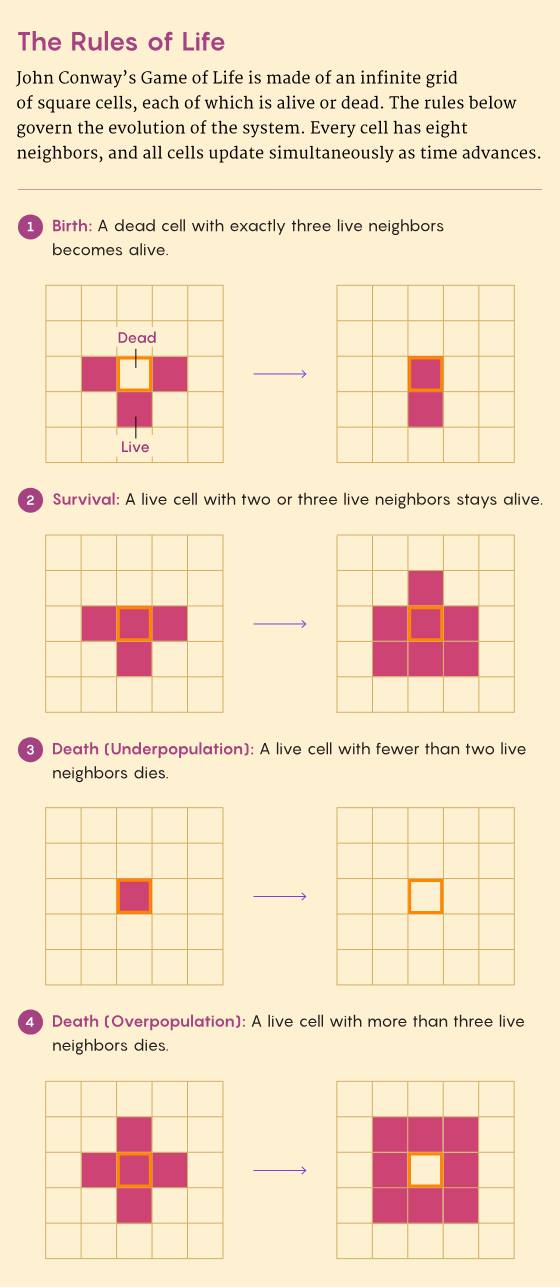 The Rules of Life
John Conway’s Game of Life is made of an infinite grid
of square cells, each of which is alive or dead. The rules below
govern the evolution of the system. Every cell has eight
neighbors, and all cells update simultaneously as time advances.
1 Birth: A dead cell with exactly three live neighbors
becomes alive.
Dead
Live
2 Survival: A live cell with two or three live neighbors stays alive.
3 Death (Underpopulation): A live cell with fewer than two live
neighbors dies.
4 Death (Overpopulation): A live cell with more than three live
neighbors dies.